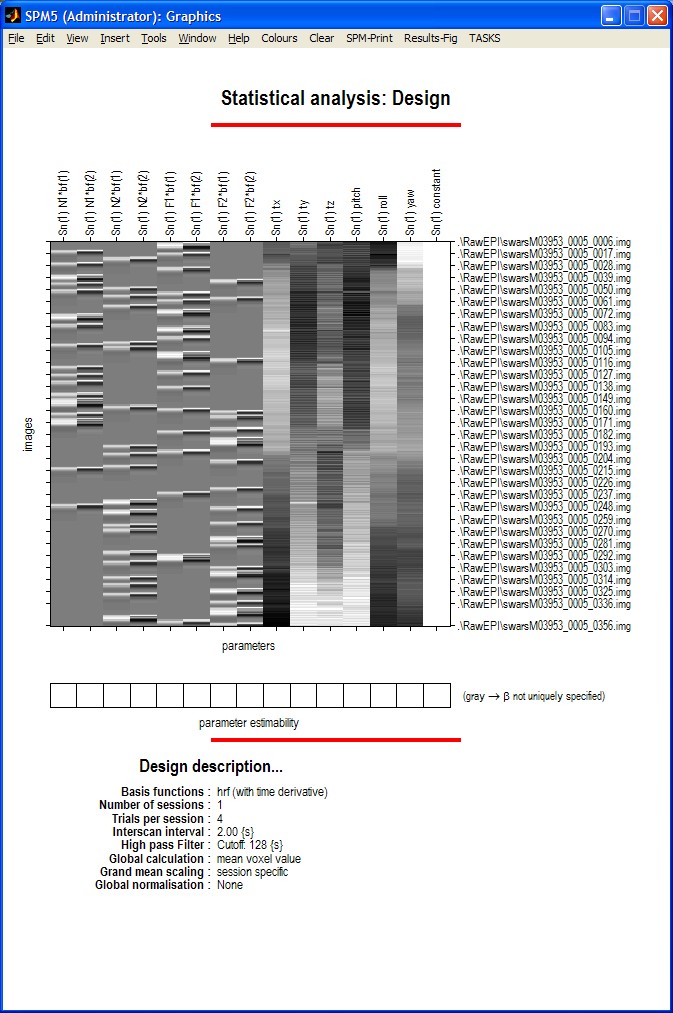 SPM5 (Administrator): Graphics
File Edit View Insert Tools Window Help Colours Clear SPM-Print Results-Fig TASKS
Statistical analysis: Design
Sn(1) N1*bf(1)
Sn(1) N1*bf(2)
Sn(1) N2*bf(1)
Sn(1) N2*bf(2)
Sn(1) F1*bf(1)
Sn(1) F1*bf(2)
Sn(1) F2*bf(1)
Sn(1) F2*bf(2)
Sn(1) tx
Sn(1) ty
Sn(1) tz
Sn(1) pitch
Sn(1) roll
Sn(1) yaw
Sn(1) constant
.\RawEPI\swarsM03953_0005_0006.img
.\RawEPI\swarsM03953_0005_0017.img
.\RawEPI\swarsM03953_0005_0028.img
.\RawEPI\swarsM03953_0005_0039.img
.\RawEPI\swarsM03953_0005_0050.img
.\RawEPI\swarsM03953_0005_0061.img
.\RawEPI\swarsM03953_0005_0072.img
.\RawEPI\swarsM03953_0005_0083.img
.\RawEPI\swarsM03953_0005_0094.img
.\RawEPI\swarsM03953_0005_0105.img
.\RawEPI\swarsM03953_0005_0116.img
.\RawEPI\swarsM03953_0005_0127.img
.\RawEPI\swarsM03953_0005_0138.img
.\RawEPI\swarsM03953_0005_0149.img
.\RawEPI\swarsM03953_0005_0160.img
.\RawEPI\swarsM03953_0005_0171.img
.\RawEPI\swarsM03953_0005_0182.img
.\RawEPI\swarsM03953_0005_0193.img
.\RawEPI\swarsM03953_0005_0204.img
.\RawEPI\swarsM03953_0005_0215.img
.\RawEPI\swarsM03953_0005_0226.img
.\RawEPI\swarsM03953_0005_0237.img
.\RawEPI\swarsM03953_0005_0248.img
.\RawEPI\swarsM03953_0005_0259.img
.\RawEPI\swarsM03953_0005_0270.img
.\RawEPI\swarsM03953_0005_0281.img
.\RawEPI\swarsM03953_0005_0292.img
.\RawEPI\swarsM03953_0005_0303.img
.\RawEPI\swarsM03953_0005_0314.img
.\RawEPI\swarsM03953_0005_0325.img
.\RawEPI\swarsM03953_0005_0336.img
.\RawEPI\swarsM03953_0005_0356.img
images
parameters
(gray → β not uniquely specified)
parameter estimability
Design description...
Basis functions : hrf (with time derivative)
Number of sessions : 1
Trials per session : 4
Interscan interval : 2.00 {s}
High pass Filter : Cutoff: 128 {s}
Global calculation : mean voxel value
Grand mean scaling : session specific
Global normalisation : None